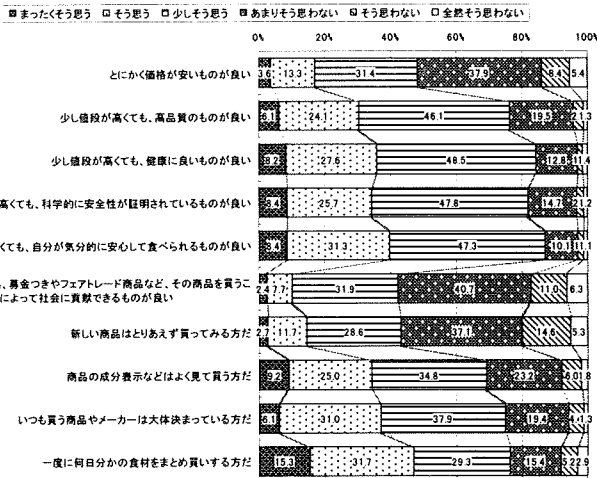 まったくそう思う そう思う 少しそう思う あまりそう思わない そう思わない 全然そう思わない
0% 20% 40% 60% 80% 100%
とにかく価格が安いものが良い 3.6 13.3 31.4 37.9 8.4 5.4
少し値段が高くても、高品質のものが良い 6.1 24.1 46.1 19.5 2.1 1.3
少し値段が高くても、健康に良いものが良い 8.2 27.6 48.5 12.8 1.4
高くても、科学的に安全性が証明されているものが良い 8.4 25.7 47.8 14.7 2.1 1.2
くても、自分が気分的に安心して食べられるものが良い 8.4 31.3 47.3 10.1 1.1
、募金つきやフェアトレード商品など、その商品を買うこ
によって社会に貢献できるものが良い 2.4 7.7 31.9 40.7 11.0 6.3
新しい商品はとりあえず買ってみる方だ 2.7 11.7 28.6 37.1 14.6 5.3
商品の成分表示などはよく見て買う方だ 9.2 25.0 34.8 23.2 6.0 1.8
いつも買う商品やメーカーは大体決まっている方だ 6.1 31.0 37.9 19.4 1.3
一度に何日分かの食材をまとめ買いする方だ 15.3 31.7 29.3 15.4 2.9